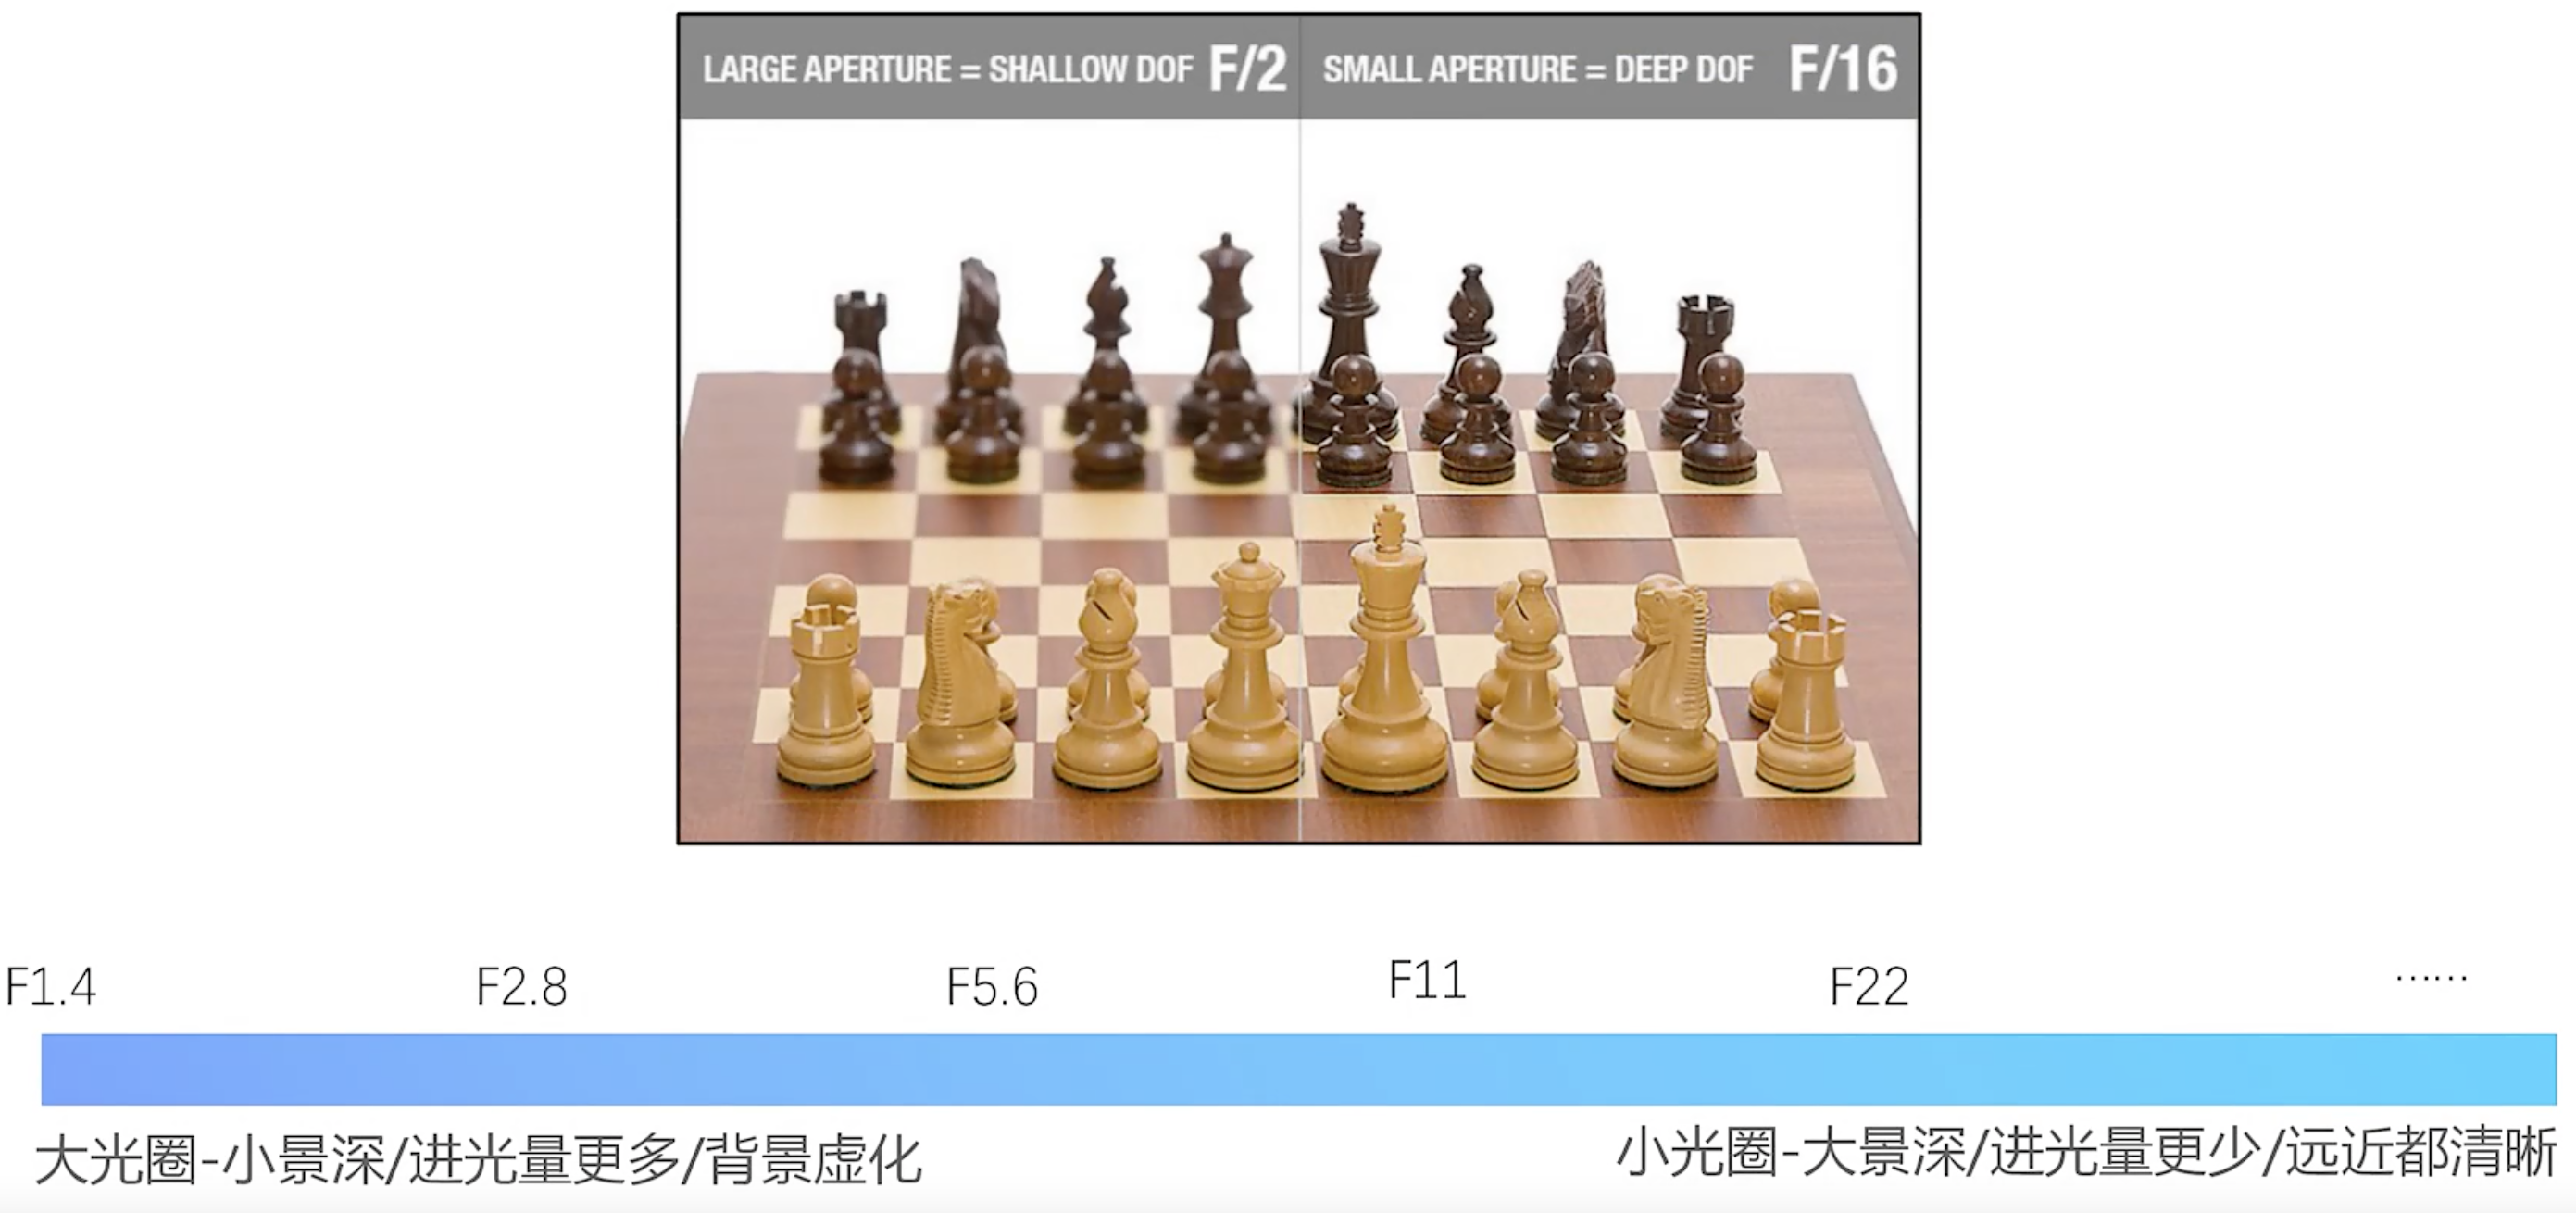 LARGE APERTURE = SHALLOW DOF F/2 SMALL APERTURE = DEEP DOF F/16
F1.4 F2.8 F5.6 F11 F22 ······
大光圈-小景深/进光量更多/背景虚化 小光圈-大景深/进光量更少/远近都清晰